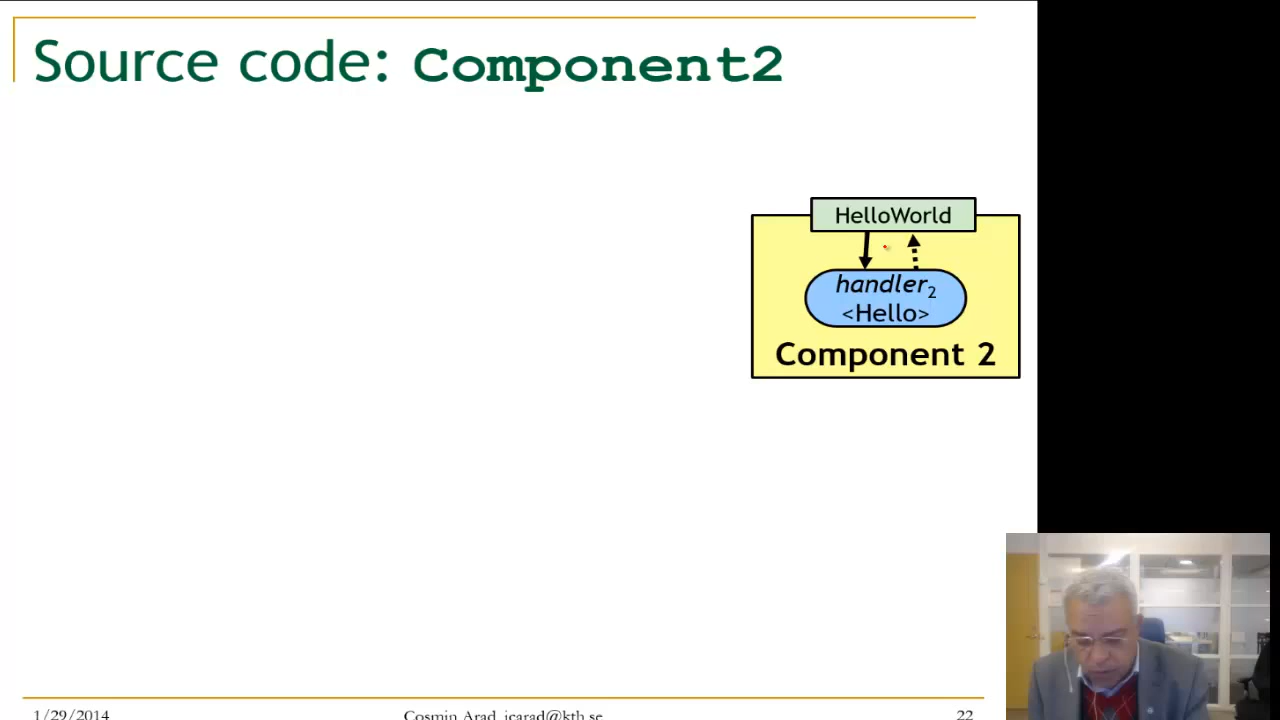 Source code: Component2
HelloWorld
handler2
<Hello>
Component 2
1/29/2014
Cosmin Arad, icarad@kth.se
22